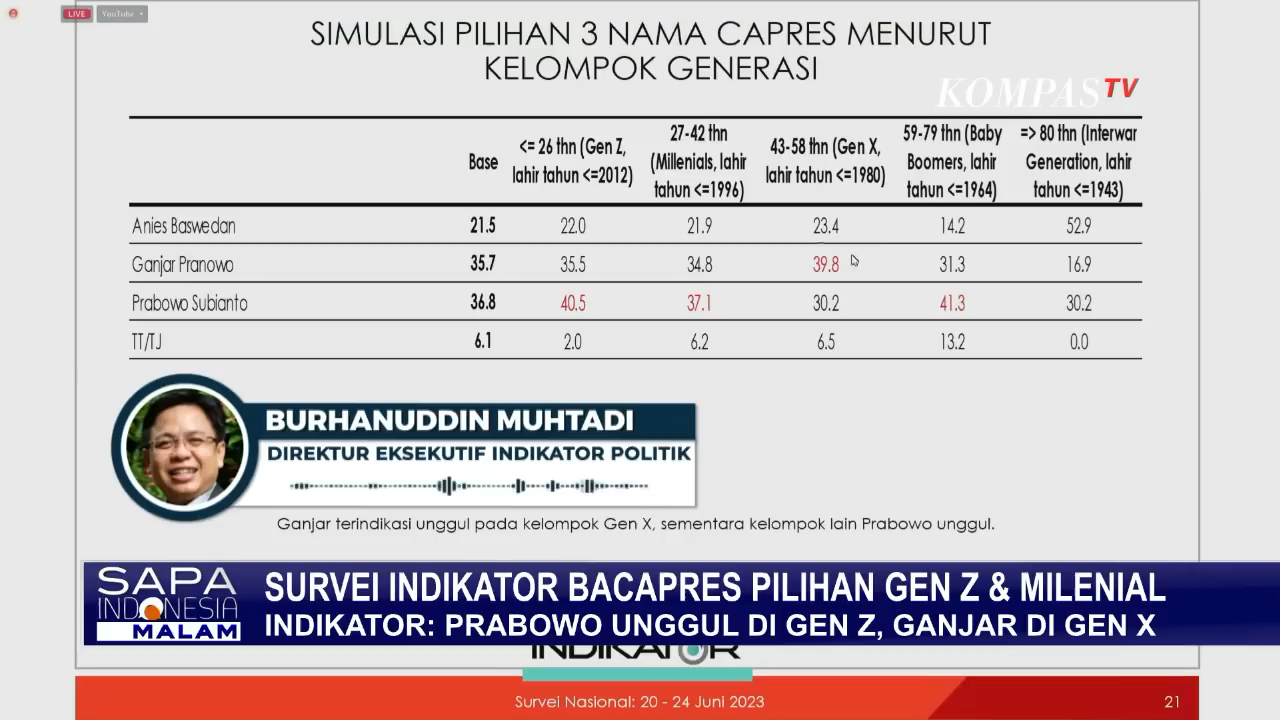 LIVE YouTube
SIMULASI PILIHAN 3 NAMA CAPRES MENURUT
KELOMPOK GENERASI
KOMPAS TV
Base <= 26 thn (Gen Z, lahir tahun <=2012) 27-42 thn (Millenials, lahir tahun <=1996) 43-58 thn (Gen X, lahir tahun <=1980) 59-79 thn (Baby Boomers, lahir tahun <=1964) => 80 thn (Interwar Generation, lahir tahun <=1943)
Anies Baswedan 21.5 22.0 21.9 23.4 14.2 52.9
Ganjar Pranowo 35.7 35.5 34.8 39.8 31.3 16.9
Prabowo Subianto 36.8 40.5 37.1 30.2 41.3 30.2
TT/TJ 6.1 2.0 6.2 6.5 13.2 0.0
BURHANUDDIN MUHTADI
DIREKTUR EKSEKUTIF INDIKATOR POLITIK
Ganjar terindikasi unggul pada kelompok Gen X, sementara kelompok lain Prabowo unggul.
SAPA
INDONESIA
MALAM
SURVEI INDIKATOR BACAPRES PILIHAN GEN Z & MILENIAL
INDIKATOR: PRABOWO UNGGUL DI GEN Z, GANJAR DI GEN X
INDIKATOR
Survei Nasional: 20 - 24 Juni 2023 21